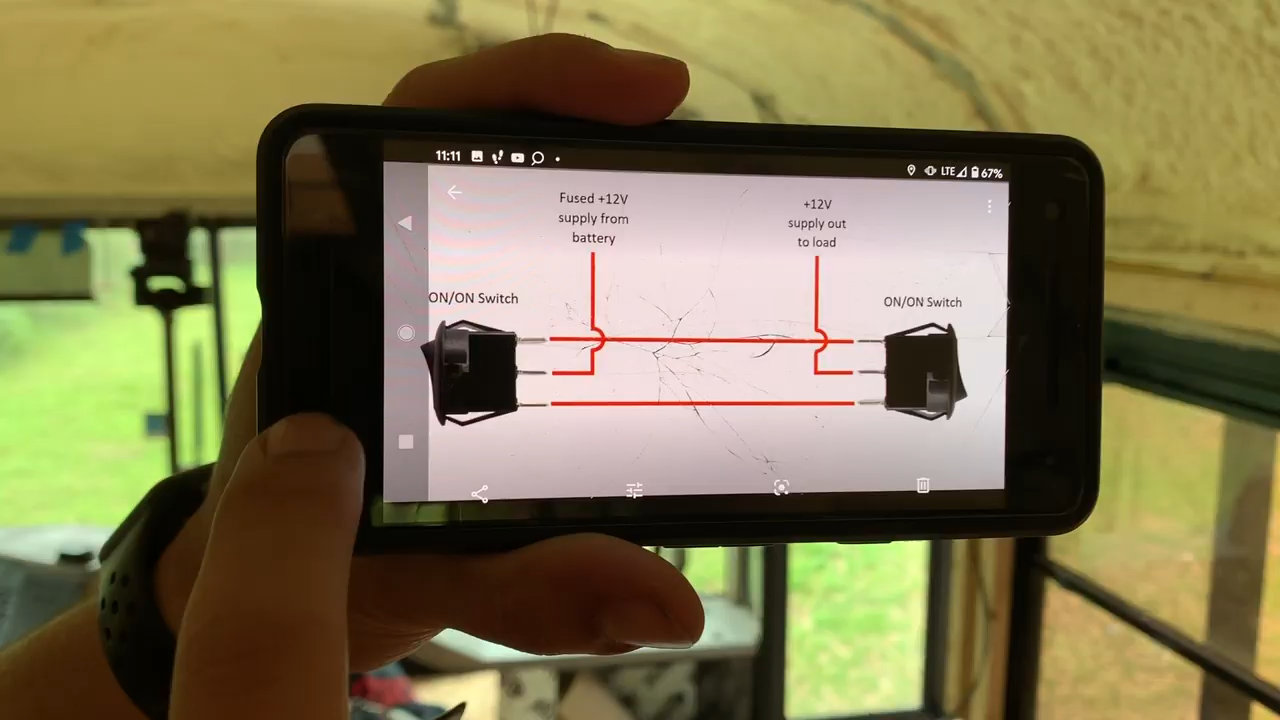 11:11
LTE 67%
Fused +12V
supply from
battery
+12V
supply out
to load
ON/ON Switch
ON/ON Switch